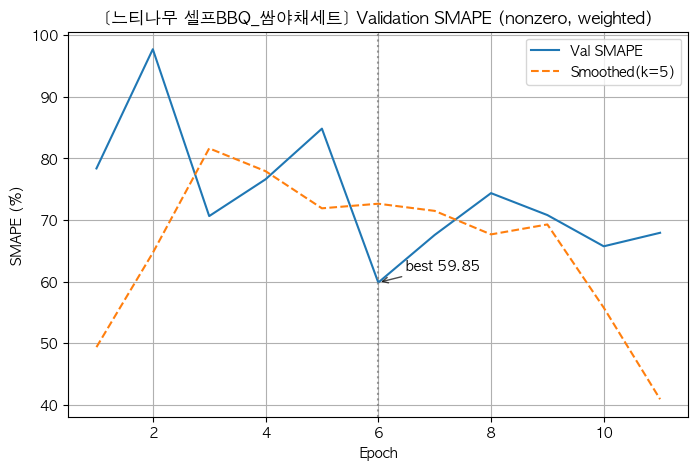 [느티나무 셀프BBQ_쌈야채세트] Validation SMAPE (nonzero, weighted)
Val SMAPE
Smoothed(k=5)
SMAPE (%)
100
90
80
70
60
50
40
best 59.85
2
4
6
8
10
Epoch